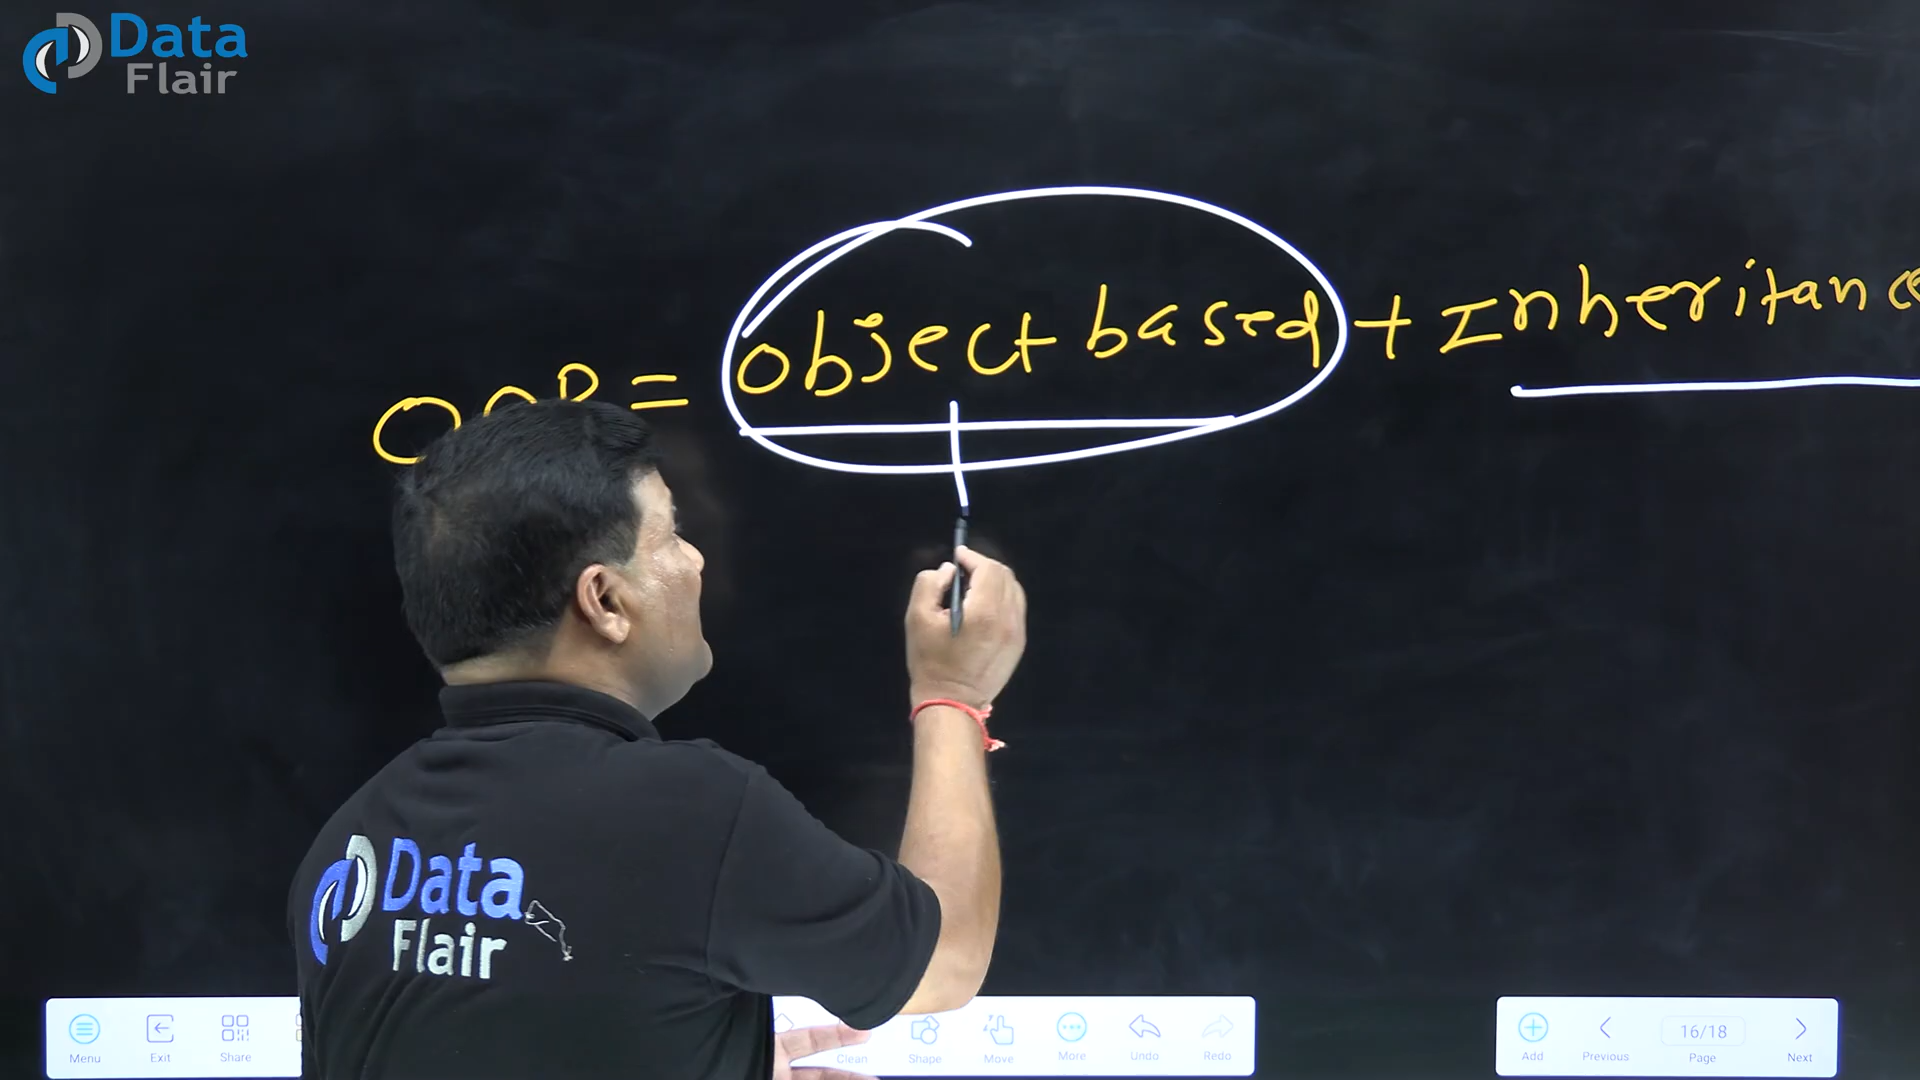 Data
Flair
OOP = Object based + Inheritance
Data
Flair
Menu Exit Share Clean Shape Move More Undo Redo
Add Previous 16/18 Page Next